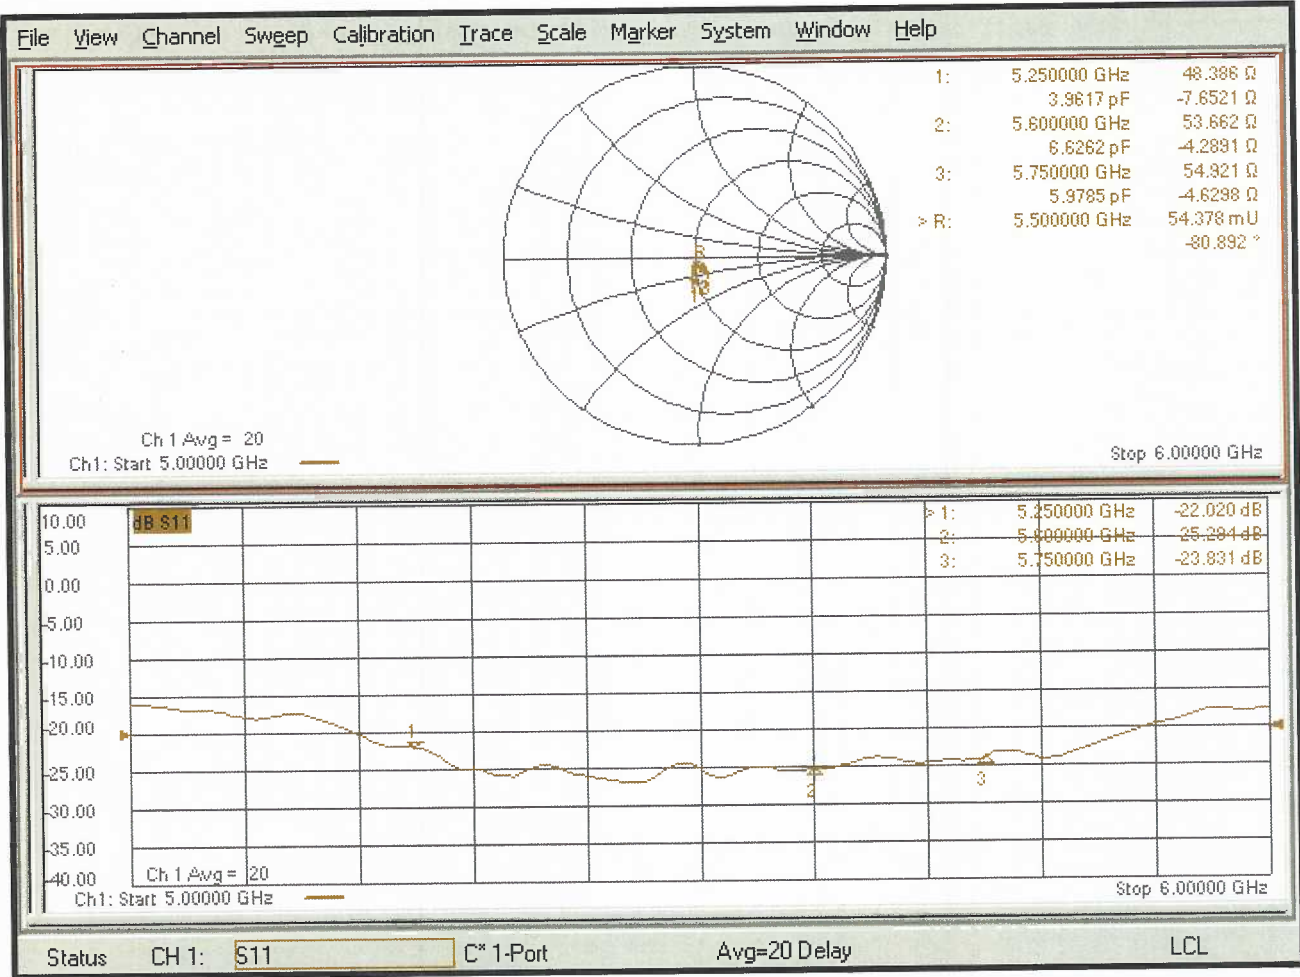 File View Channel Sweep Calibration Trace Scale Marker System Window Help
1: 5.250000 GHz 48.386 Ω
3.9617 pF -7.6521 Ω
2: 5.600000 GHz 53.662 Ω
6.6262 pF -4.2891 Ω
3: 5.750000 GHz 54.921 Ω
5.9785 pF -4.6298 Ω
> R: 5.500000 GHz 54.378 mU
-80.892 °
R
Ch 1 Avg = 20
Ch1: Start 5.00000 GHz
Stop 6.00000 GHz
dB S11
> 1: 5.250000 GHz -22.020 dB
2: 5.600000 GHz -25.294 dB
3: 5.750000 GHz -23.831 dB
10.00
5.00
0.00
-5.00
-10.00
-15.00
-20.00
-25.00
-30.00
-35.00
-40.00
1
2
3
Ch 1 Avg = 20
Ch1: Start 5.00000 GHz
Stop 6.00000 GHz
Status CH 1: S11 C* 1-Port Avg=20 Delay LCL